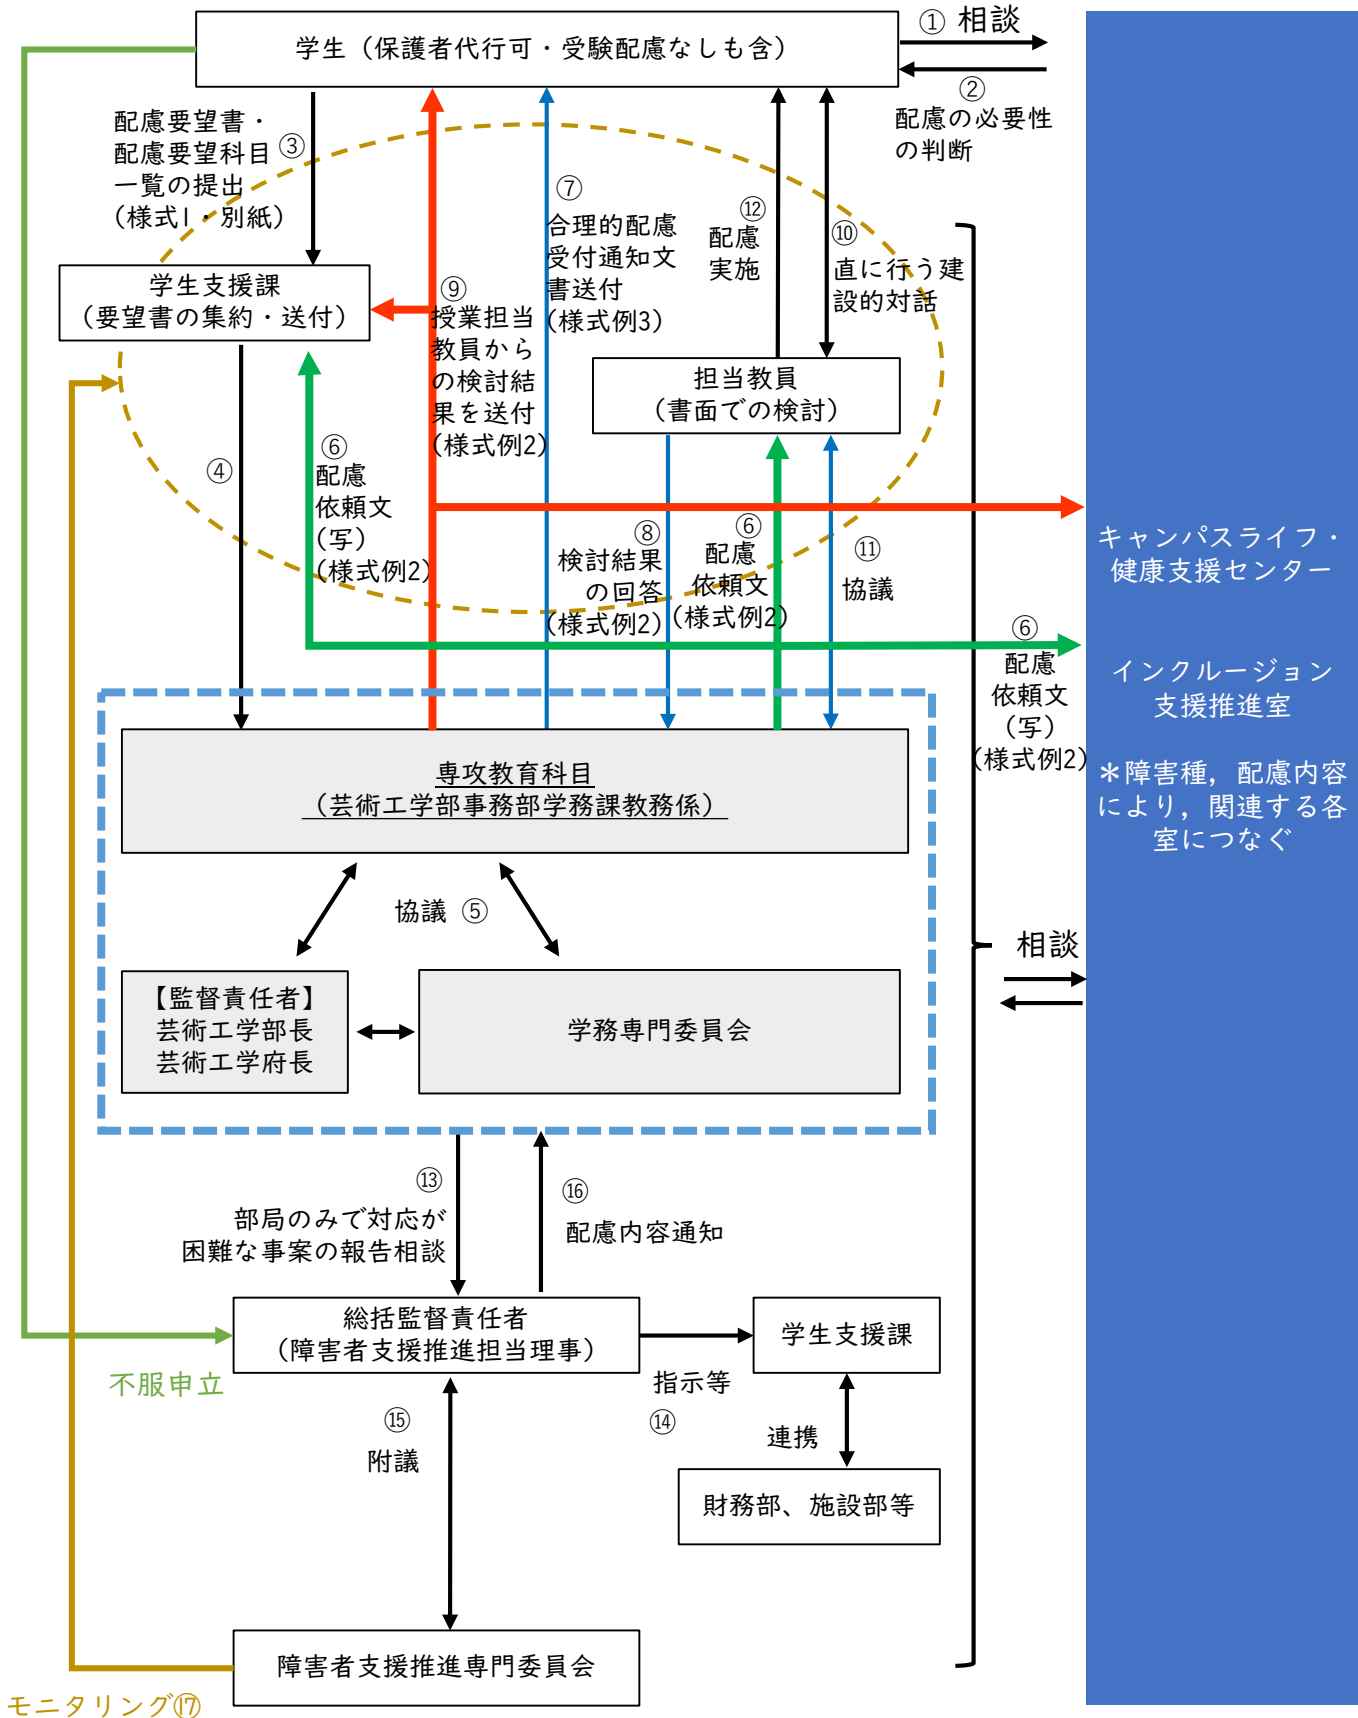 学生（保護者代行可・受験配慮なしも含）
① 相談
②
配慮の必要性
の判断
配慮要望書・
配慮要望科目
一覧の提出
(様式1・別紙)
③
⑦
合理的配慮
受付通知文
書送付
(様式例3)
⑫
配慮
実施
⑩
直に行う建
設的対話
学生支援課
（要望書の集約・送付）
⑨
授業担当
教員から
の検討結
果を送付
(様式例2)
担当教員
（書面での検討）
④
⑥
配慮
依頼文
(写)
(様式例2)
⑧
検討結果
の回答
(様式例2)
⑥
配慮
依頼文
(様式例2)
⑪
協議
キャンパスライフ・
健康支援センター
インクルージョン
支援推進室
＊障害種，配慮内容
により，関連する各
室につなぐ
⑥
配慮
依頼文
(写)
(様式例2)
専攻教育科目
（芸術工学部事務部学務課教務係）
協議 ⑤
【監督責任者】
芸術工学部長
芸術工学府長
学務専門委員会
相談
⑬
部局のみで対応が
困難な事案の報告相談
⑯
配慮内容通知
総括監督責任者
（障害者支援推進担当理事）
学生支援課
不服申立
指示等
⑭
⑮
附議
連携
財務部、施設部等
障害者支援推進専門委員会
モニタリング⑰